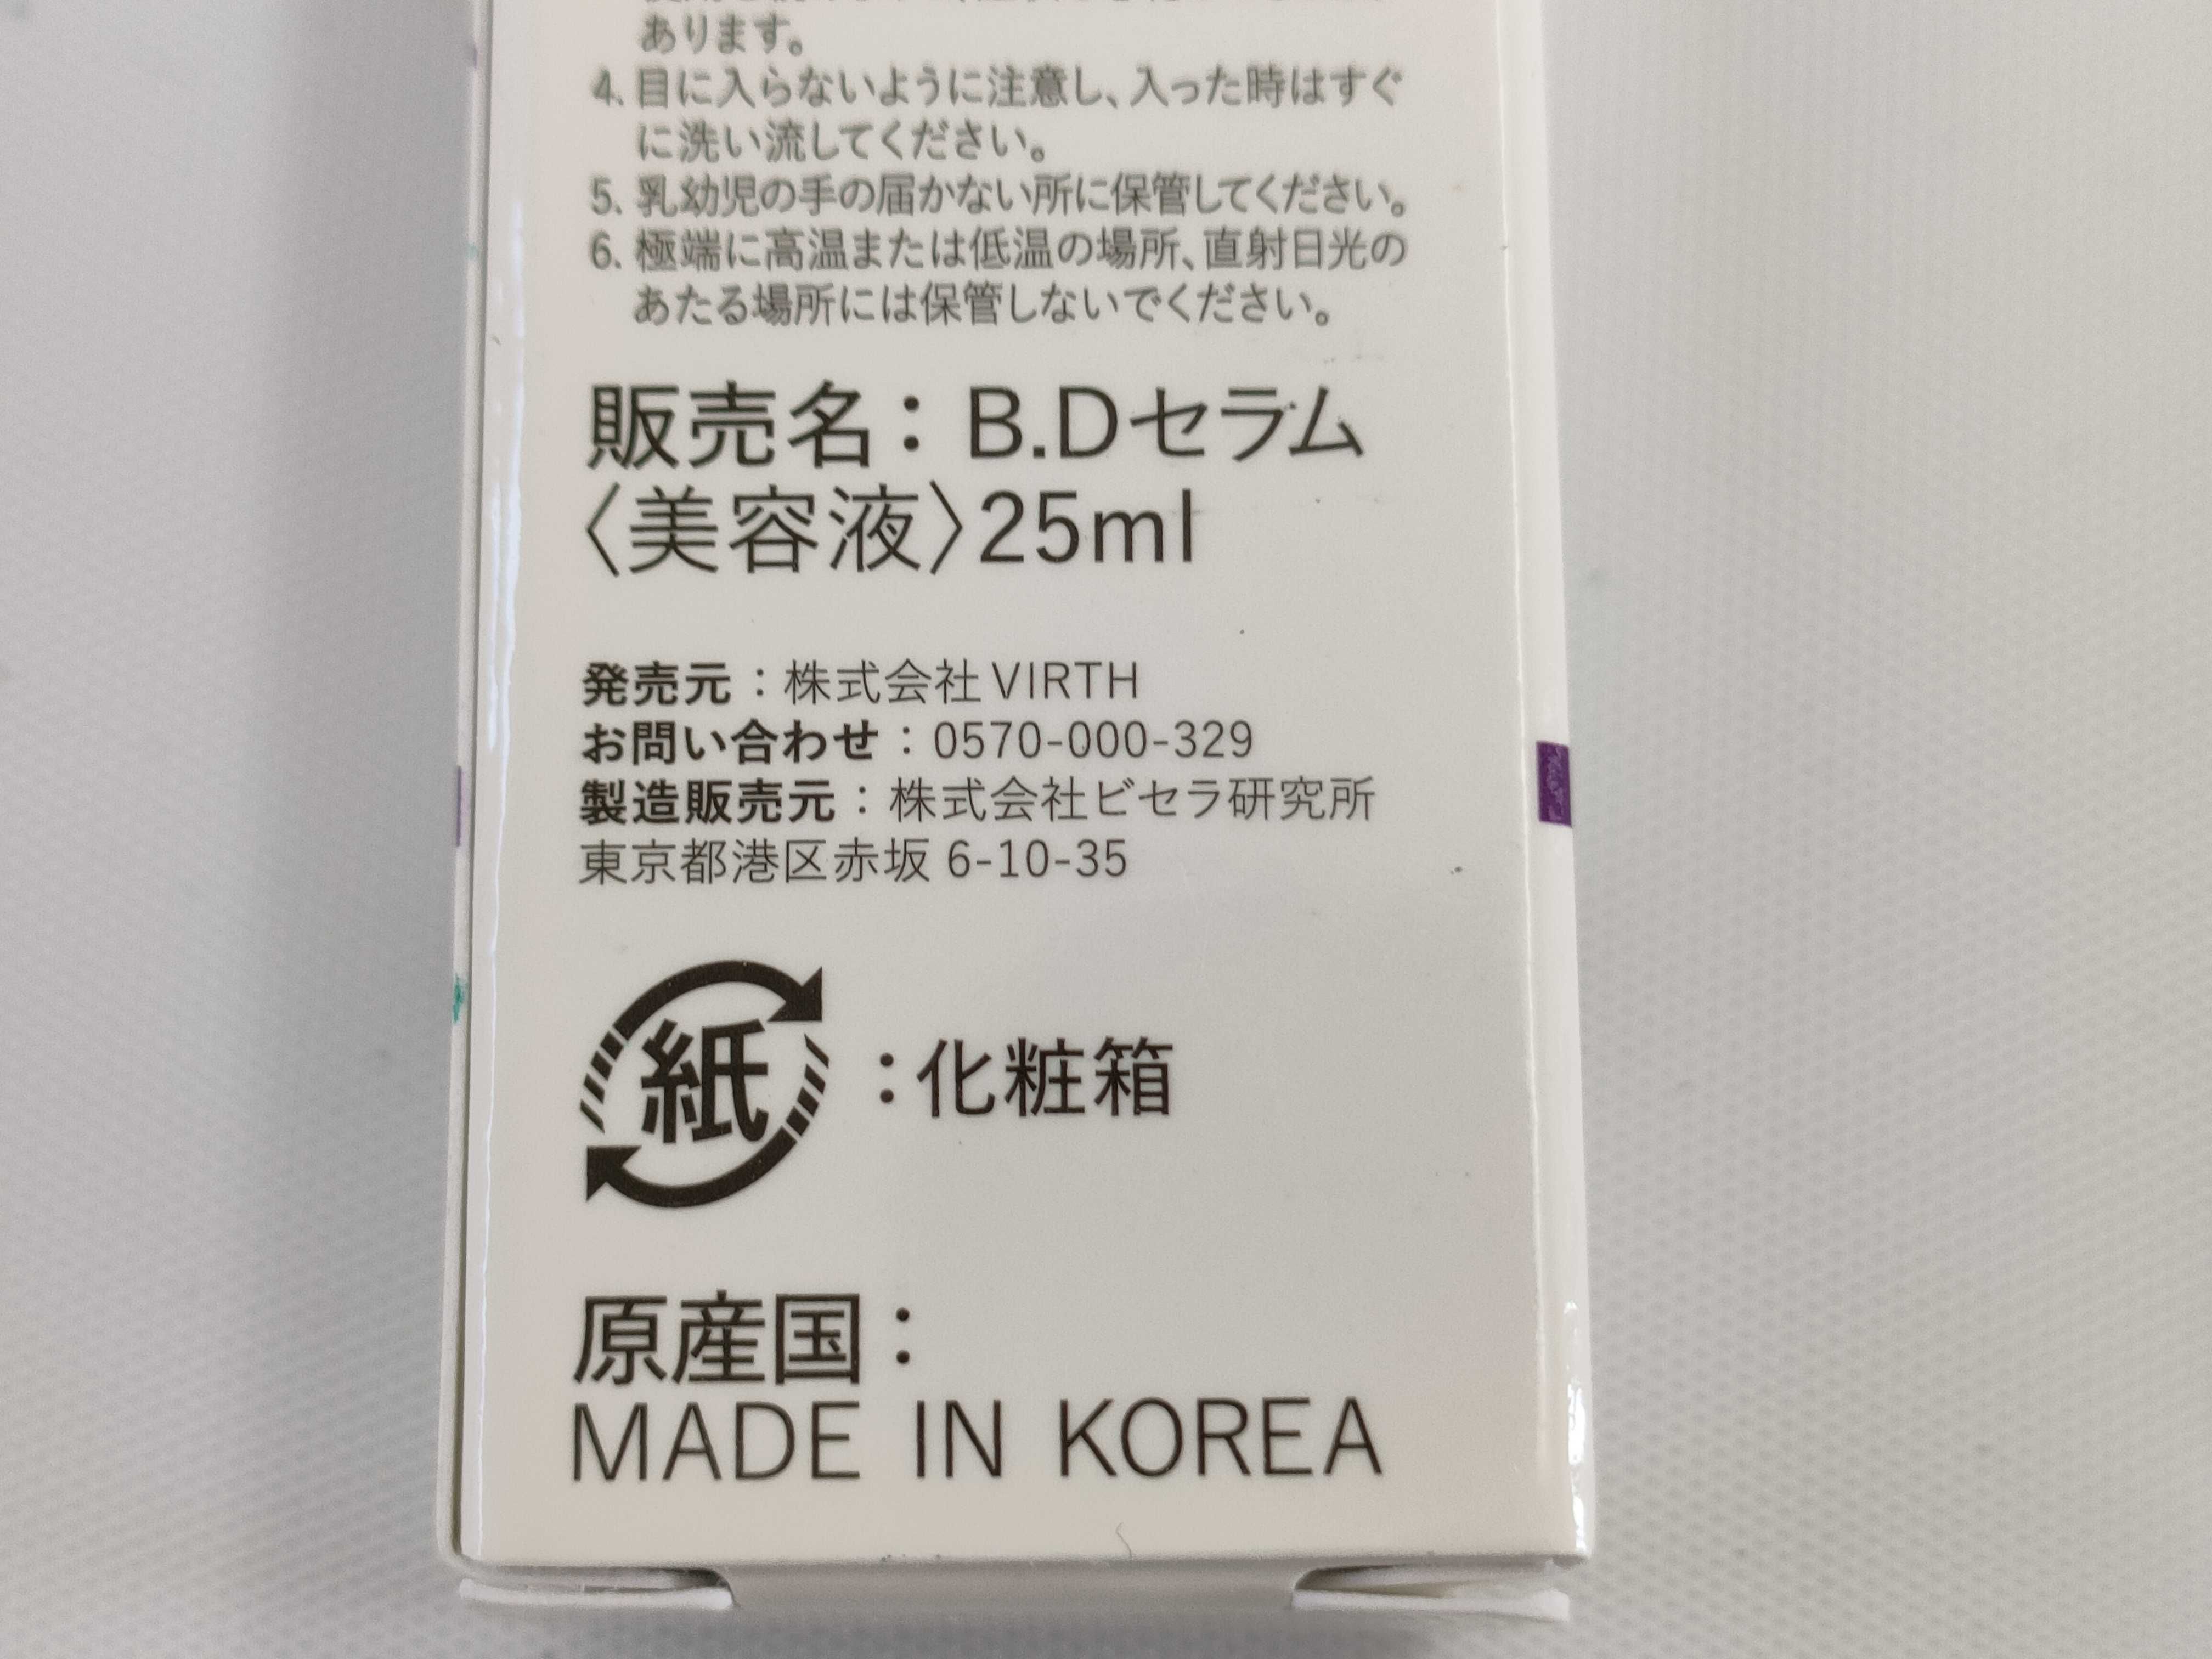 あります。
4. 目に入らないように注意し、入った時はすぐ
に洗い流してください。
5. 乳幼児の手の届かない所に保管してください。
6. 極端に高温または低温の場所、直射日光の
あたる場所には保管しないでください。
販売名：B.Dセラム
〈美容液〉25ml
発売元：株式会社VIRTH
お問い合わせ：0570-000-329
製造販売元：株式会社ビセラ研究所
東京都港区赤坂 6-10-35
紙：化粧箱
原産国：
MADE IN KOREA